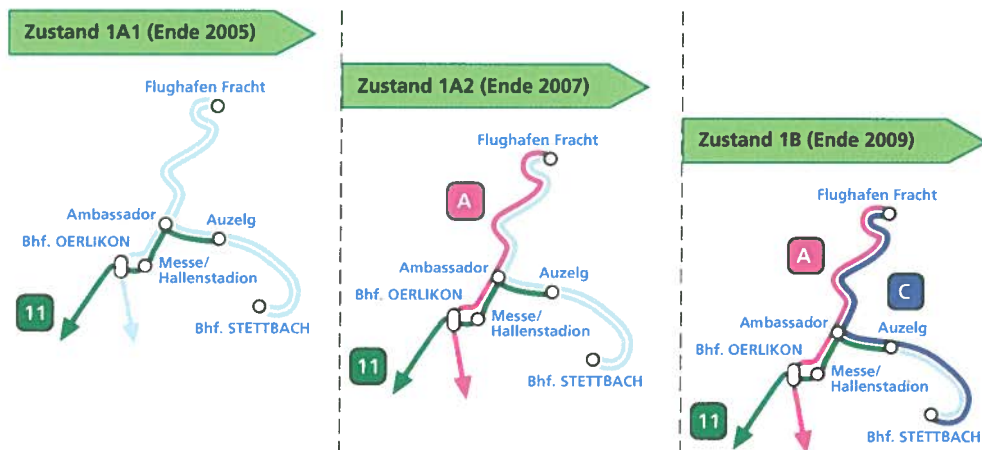 Zustand 1A1 (Ende 2005)
Flughafen Fracht
Ambassador
Auzelg
Bhf. OERLIKON
Messe/
Hallenstadion
11
Bhf. STETTBACH
Zustand 1A2 (Ende 2007)
Flughafen Fracht
A
Ambassador
Auzelg
Bhf. OERLIKON
Messe/
Hallenstadion
11
Bhf. STETTBACH
Zustand 1B (Ende 2009)
Flughafen Fracht
A
C
Ambassador
Auzelg
Bhf. OERLIKON
Messe/
Hallenstadion
11
Bhf. STETTBACH